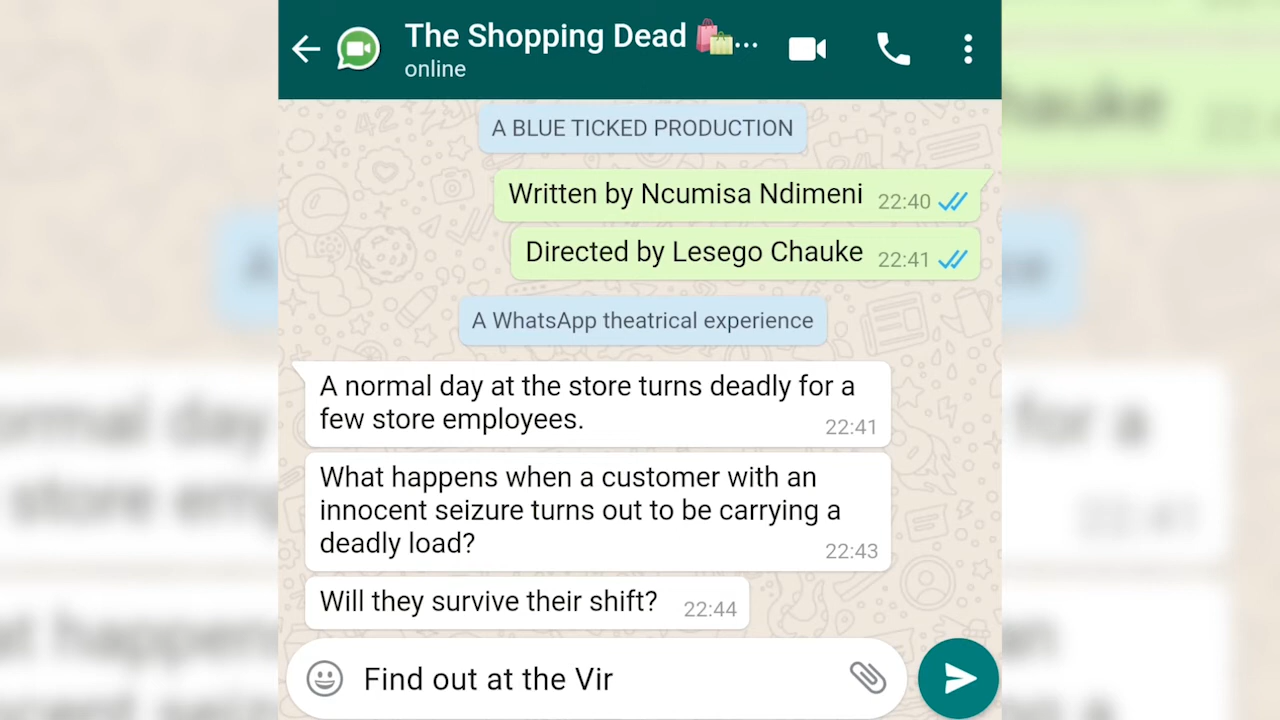 The Shopping Dead 🛍️...
online
A BLUE TICKED PRODUCTION
Written by Ncumisa Ndimeni 22:40
Directed by Lesego Chauke 22:41
A WhatsApp theatrical experience
A normal day at the store turns deadly for a
few store employees. 22:41
What happens when a customer with an
innocent seizure turns out to be carrying a
deadly load? 22:43
Will they survive their shift? 22:44
Find out at the Vir